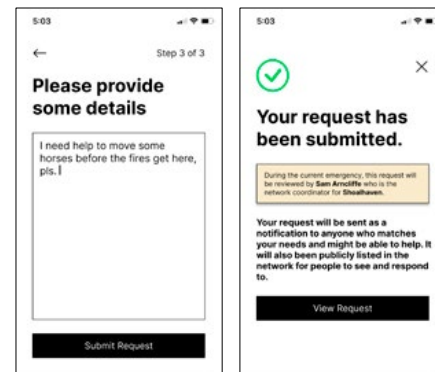 5:03
Step 3 of 3
Please provide
some details
I need help to move some
horses before the fires get here,
pls.
Submit Request
5:03
Your request has
been submitted.
During the current emergency, this request will
be reviewed by Sam Arncliffe who is the
network coordinator for Shoalhaven.
Your request will be sent as a
notification to anyone who matches
your needs and might be able to help. It
will also been publicly listed in the
network for people to see and respond
to.
View Request